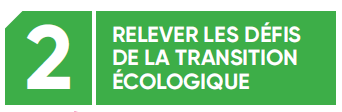 2
RELEVER LES DÉFIS
DE LA TRANSITION
ÉCOLOGIQUE